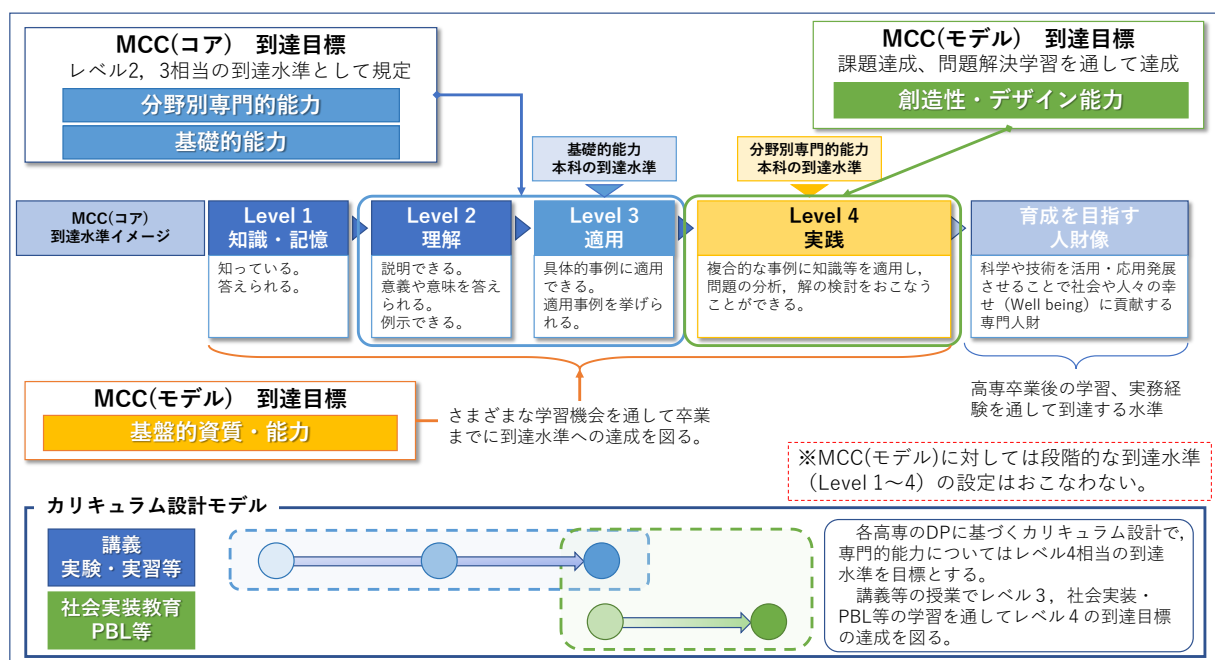 MCC(コア)　到達目標
レベル2，3相当の到達水準として規定
分野別専門的能力
基礎的能力
MCC(モデル)　到達目標
課題達成、問題解決学習を通して達成
創造性・デザイン能力
基礎的能力
本科の到達水準
分野別専門的能力
本科の到達水準
MCC(コア)
到達水準イメージ
Level 1
知識・記憶
知っている。
答えられる。
Level 2
理解
説明できる。
意義や意味を答え
られる。
例示できる。
Level 3
適用
具体的事例に適用
できる。
適用事例を挙げら
れる。
Level 4
実践
複合的な事例に知識等を適用し，
問題の分析，解の検討をおこなう
ことができる。
育成を目指す
人財像
科学や技術を活用・応用発展
させることで社会や人々の幸
せ（Well being）に貢献する
専門人財
MCC(モデル)　到達目標
基盤的資質・能力
さまざまな学習機会を通して卒業
までに到達水準への達成を図る。
高専卒業後の学習、実務経
験を通して到達する水準
※MCC(モデル)に対しては段階的な到達水準
（Level 1～4）の設定はおこなわない。
カリキュラム設計モデル
講義
実験・実習等
社会実装教育
PBL等
各高専のDPに基づくカリキュラム設計で，
専門的能力についてはレベル4相当の到達
水準を目標とする。
講義等の授業でレベル３，社会実装・
PBL等の学習を通してレベル４の到達目標
の達成を図る。